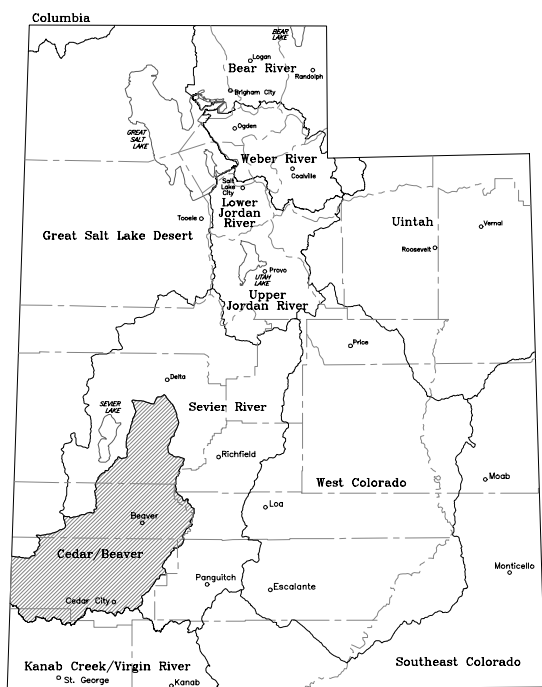 Columbia
BEAR
LAKE
Logan
Bear River
Randolph
Brigham City
GREAT
SALT
LAKE
Ogden
Weber River
Coalville
Salt
Lake
City
Lower
Jordan
River
Tooele
Great Salt Lake Desert
Uintah
Vernal
Roosevelt
Provo
UTAH
LAKE
Upper
Jordan River
Price
Delta
SEVIER
LAKE
Sevier River
Richfield
West Colorado
Moab
Loa
Beaver
Cedar/Beaver
Monticello
Panguitch
Escalante
Cedar City
Kanab Creek/Virgin River
Southeast Colorado
St. George
Kanab